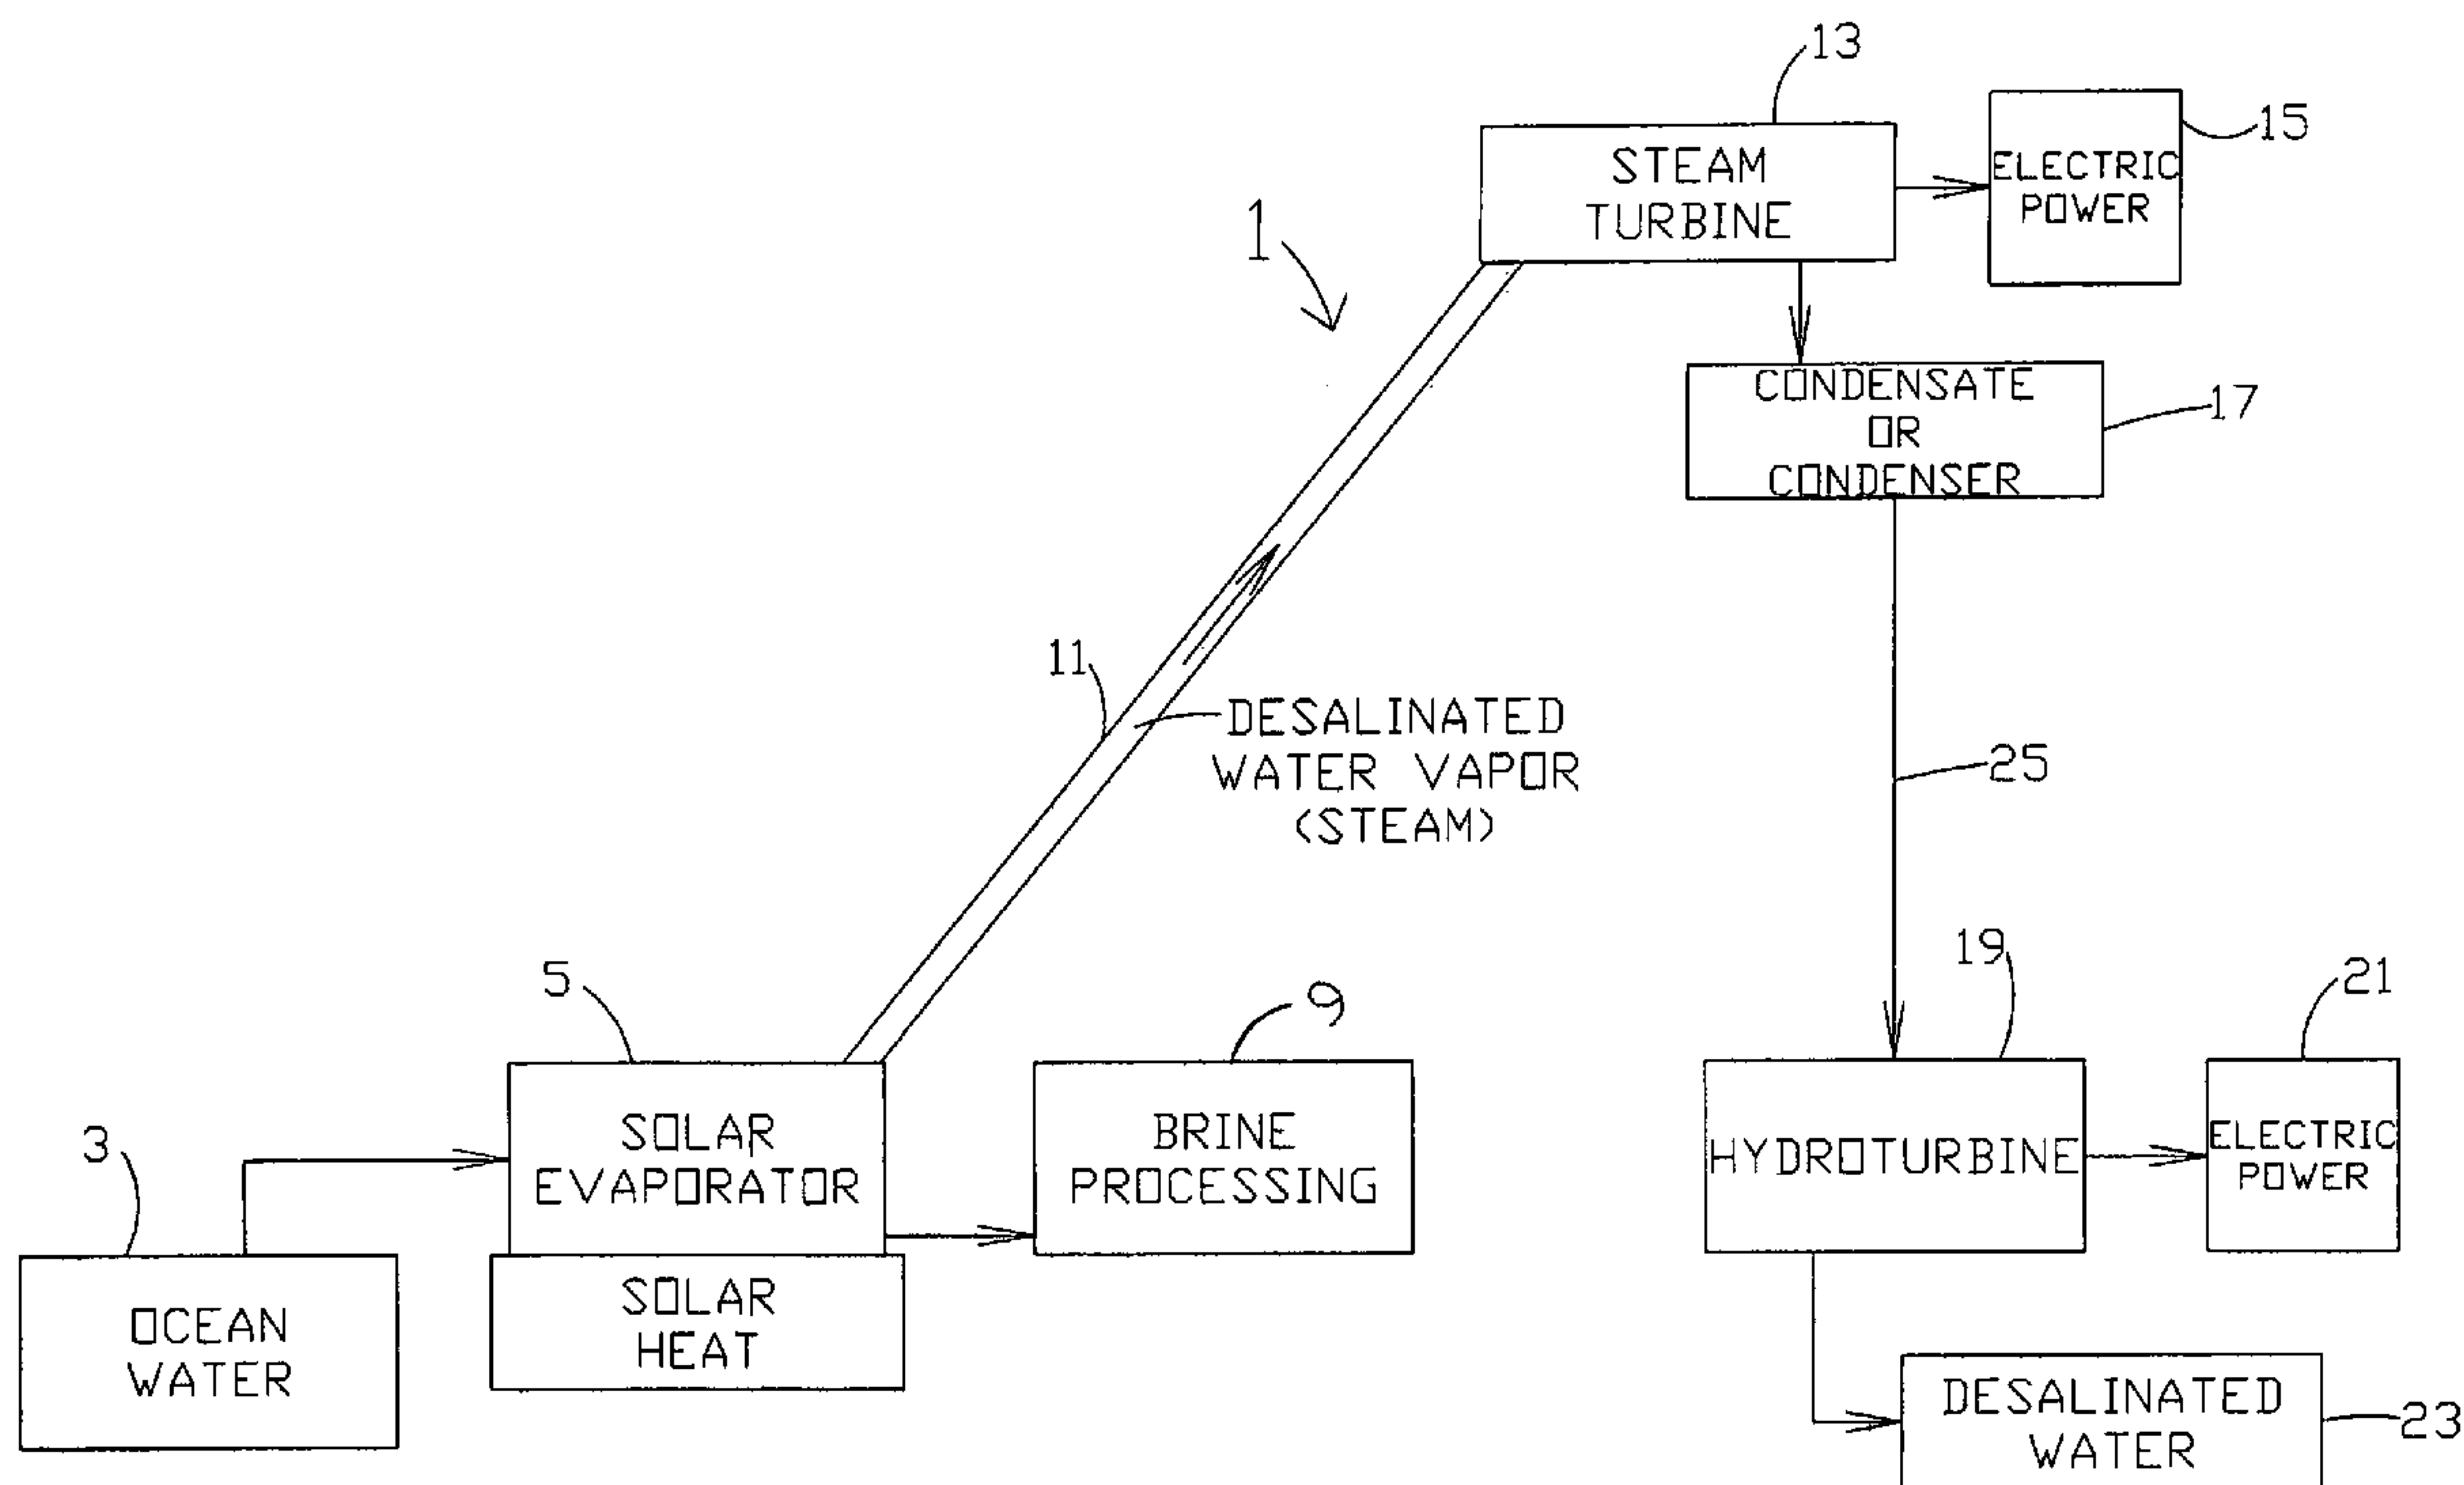 13
STEAM
TURBINE
ELECTRIC
POWER
15
1
CONDENSATE
OR
CONDENSER
17
11
DESALINATED
WATER VAPOR
(STEAM)
25
5
9
19
21
3
SOLAR
EVAPORATOR
BRINE
PROCESSING
HYDROTURBINE
ELECTRIC
POWER
OCEAN
WATER
SOLAR
HEAT
DESALINATED
WATER
23